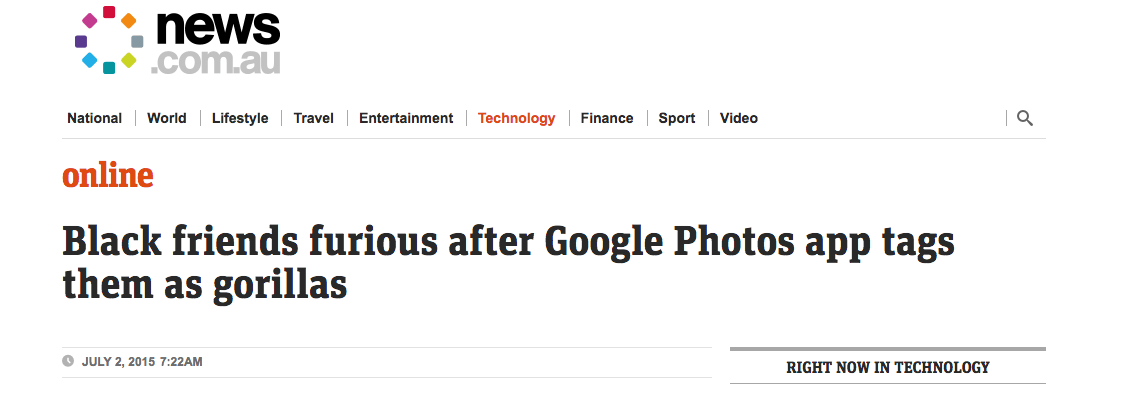 news
.com.au
National World Lifestyle Travel Entertainment Technology Finance Sport Video
online
Black friends furious after Google Photos app tags
them as gorillas
JULY 2, 2015 7:22AM
RIGHT NOW IN TECHNOLOGY